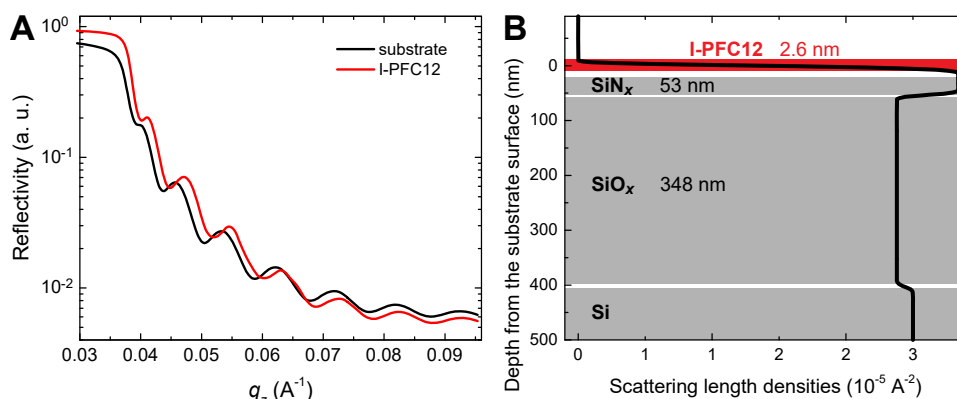 A
10⁰
10⁻¹
10⁻²
Reflectivity (a. u.)
substrate
I-PFC12
0.03 0.04 0.05 0.06 0.07 0.08 0.09
(A⁻¹)
B
I-PFC12 2.6 nm
SiNₓ 53 nm
SiOₓ 348 nm
Si
0
100
200
300
400
500
Depth from the substrate surface (nm)
0 1 1 2 2 3
Scattering length densities (10⁻⁵ A⁻²)